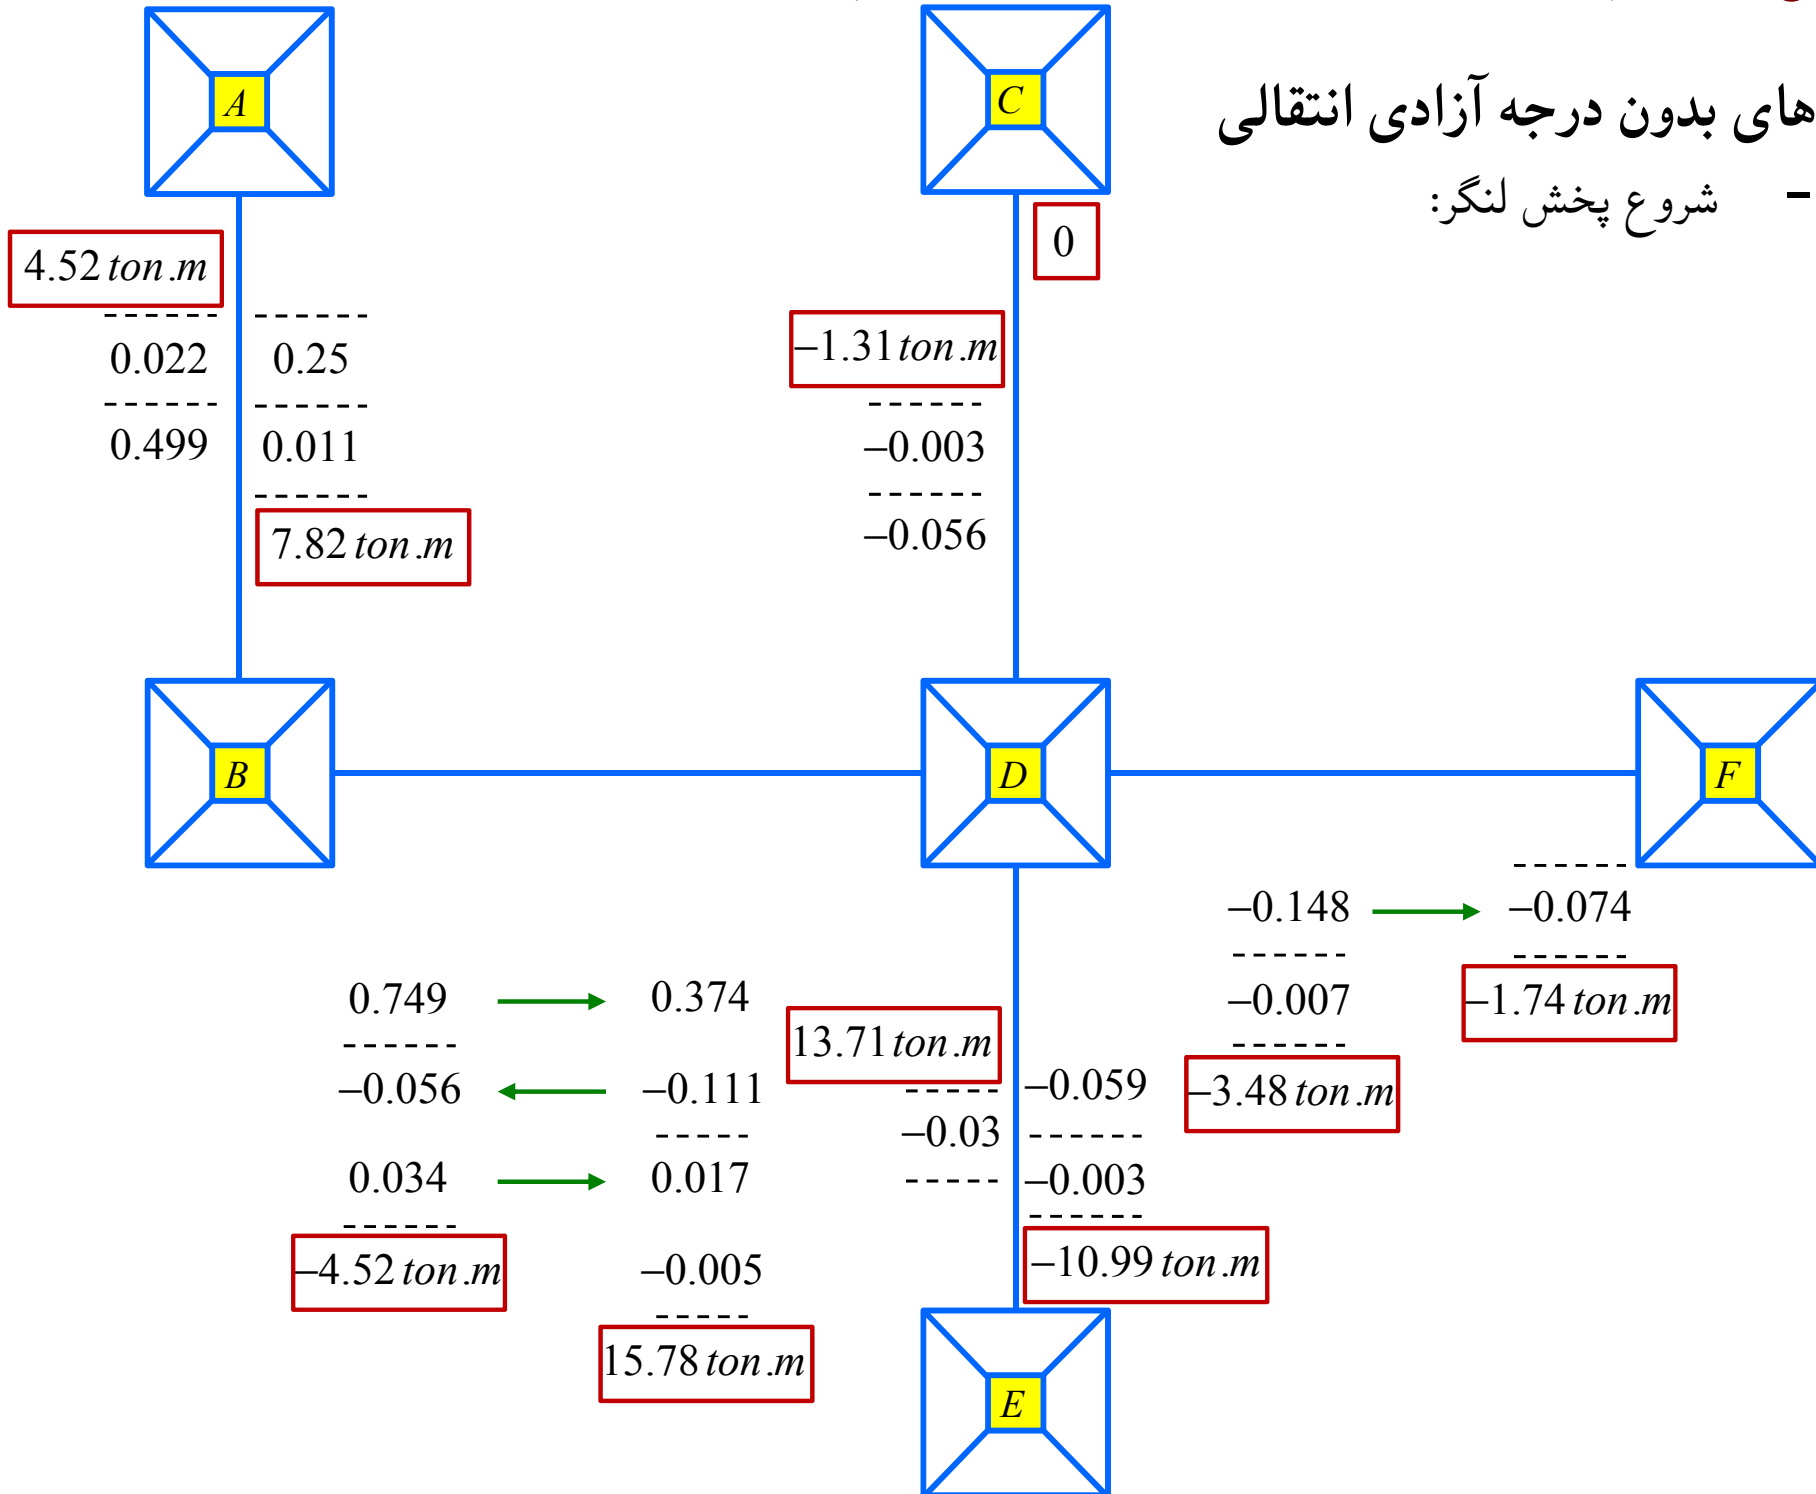 های بدون درجه آزادی انتقالی
- شروع پخش لنگر:
A
C
0
4.52 ton.m
0.022 0.25
0.499 0.011
7.82 ton.m
−1.31 ton.m
−0.003
−0.056
B
D
F
−0.148 −0.074
−0.007 −1.74 ton.m
−3.48 ton.m
0.749 0.374
−0.056 −0.111
0.034 0.017
−4.52 ton.m −0.005
15.78 ton.m
13.71 ton.m
−0.059
−0.03
−0.003
−10.99 ton.m
E